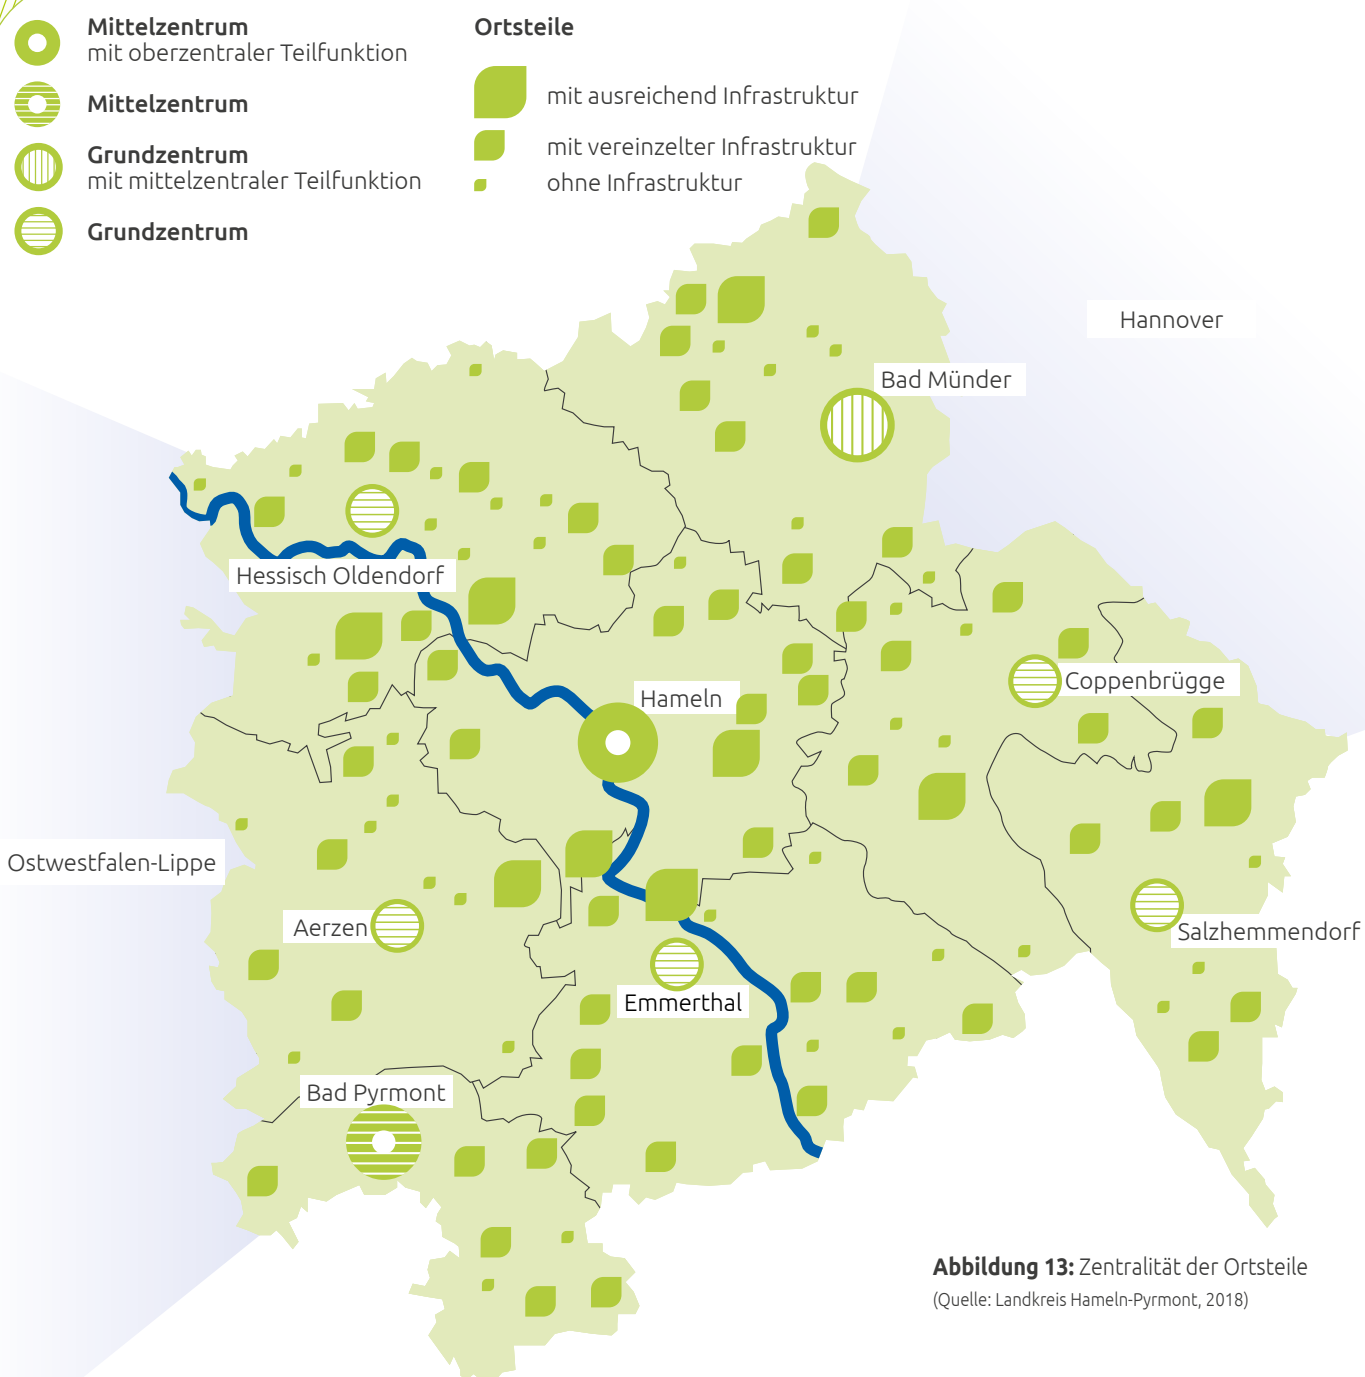 Mittelzentrum
mit oberzentraler Teilfunktion
Mittelzentrum
Grundzentrum
mit mittelzentraler Teilfunktion
Grundzentrum
Ortsteile
mit ausreichend Infrastruktur
mit vereinzelter Infrastruktur
ohne Infrastruktur
Hannover
Bad Münder
Hessisch Oldendorf
Hameln
Coppenbrügge
Ostwestfalen-Lippe
Aerzen
Salzhemmendorf
Emmerthal
Bad Pyrmont
Abbildung 13: Zentralität der Ortsteile
(Quelle: Landkreis Hameln-Pyrmont, 2018)